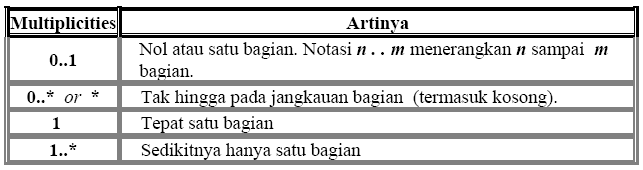 Multiplicities Artinya
0..1 Nol atau satu bagian. Notasi n . . m menerangkan n sampai m
bagian.
0..* or * Tak hingga pada jangkauan bagian (termasuk kosong).
1 Tepat satu bagian
1..* Sedikitnya hanya satu bagian